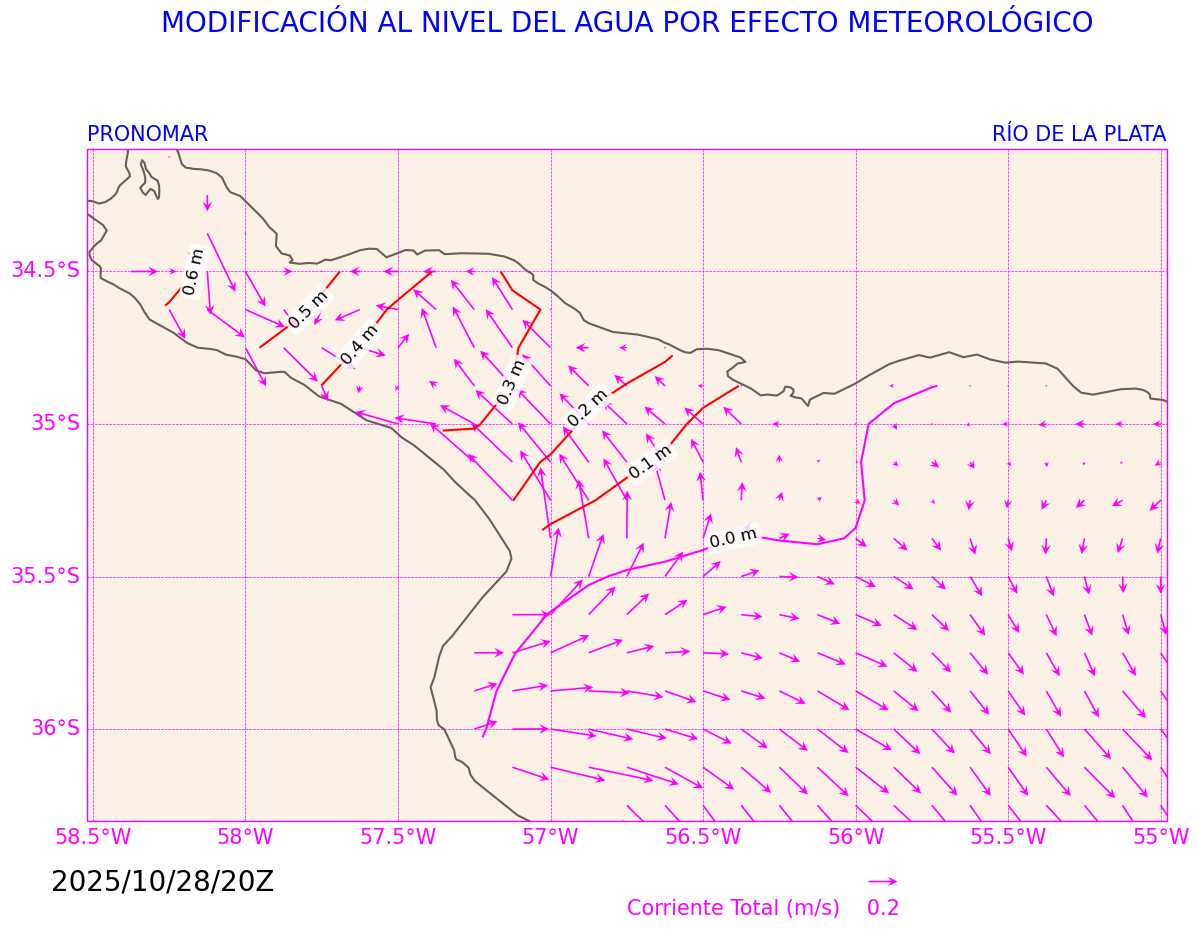 MODIFICACIÓN AL NIVEL DEL AGUA POR EFECTO METEOROLÓGICO
PRONOMAR
RÍO DE LA PLATA
34.5°S
35°S
35.5°S
36°S
0.6 m
0.5 m
0.4 m
0.3 m
0.2 m
0.1 m
0.0 m
58.5°W
58°W
57.5°W
57°W
56.5°W
56°W
55.5°W
55°W
2025/10/28/20Z
Corriente Total (m/s)
0.2